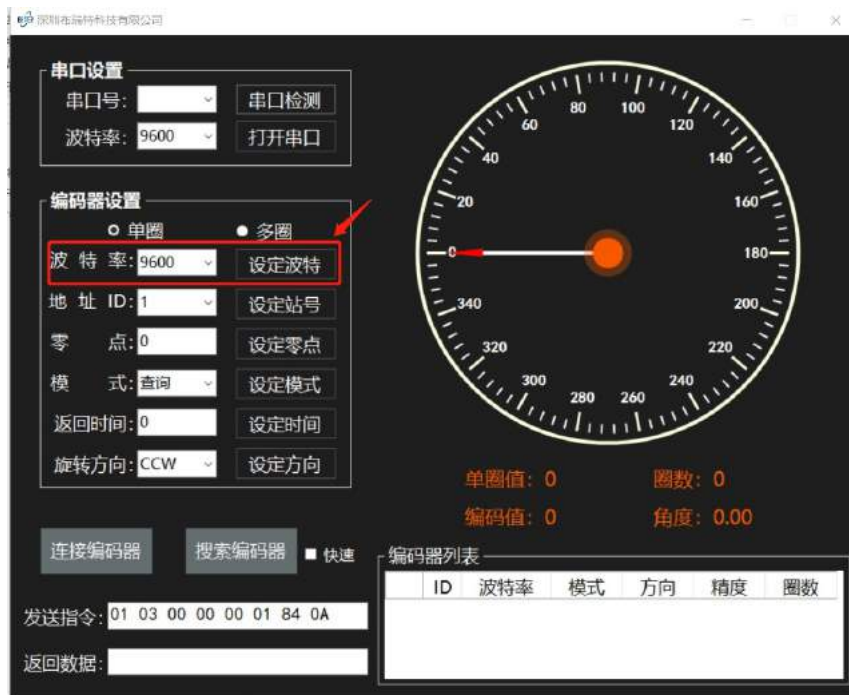 深圳布瑞特科技有限公司
串口设置
串口号: 串口检测
波特率: 9600 打开串口
编码器设置
单圈 多圈
波特率: 9600 设定波特
地址ID: 1 设定站号
零点: 0 设定零点
模式: 查询 设定模式
返回时间: 0 设定时间
旋转方向: CCW 设定方向
连接编码器 搜索编码器 快速
发送指令: 01 03 00 00 00 01 84 0A
返回数据:
0
20
40
60
80
100
120
140
160
180
200
220
240
260
280
300
320
340
单圈值: 0 圈数: 0
编码值: 0 角度: 0.00
编码器列表
ID 波特率 模式 方向 精度 圈数